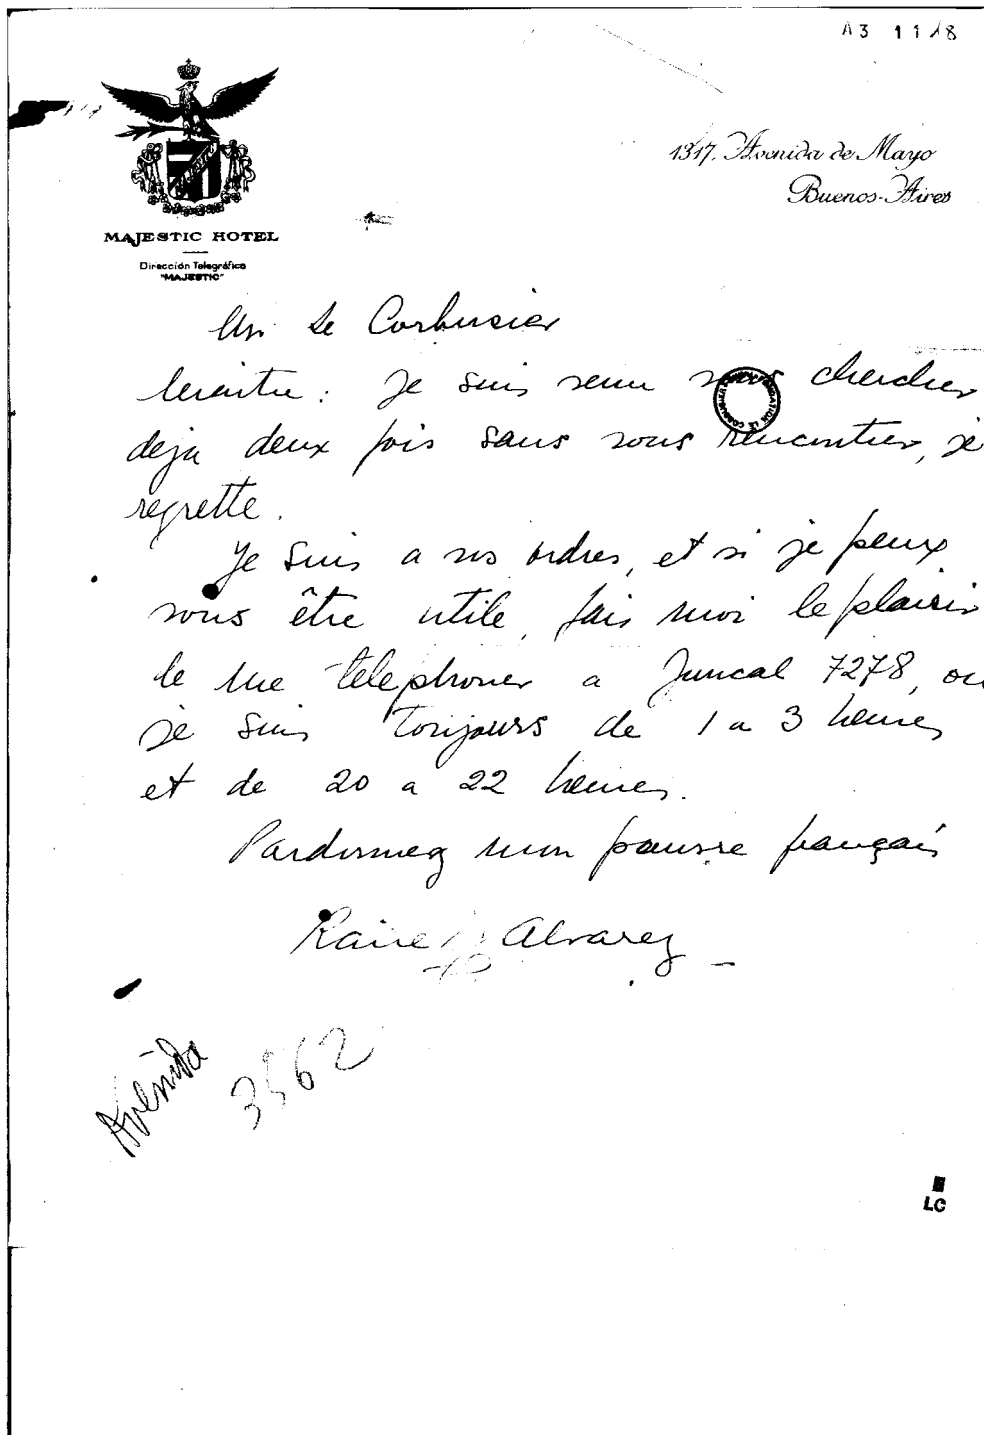 A3 11 18
1317. Avenida de Mayo
Buenos-Aires
MAJESTIC HOTEL
Dirección Telegráfica
"MAJESTIC"
Mr Le Corbusier
Maitre: Je suis venu vous chercher
deja deux fois sans vous rencontrer, je
regrette.
Je suis a vos ordres, et si je peux
vous être utile, fais moi le plaisir
de me telephoner a Juncal 7278, ou
je suis toujours de 1 a 3 heures
et de 20 a 22 heures.
Pardonnez mon pauvre français
Alvarez
Avenida
3562
LC